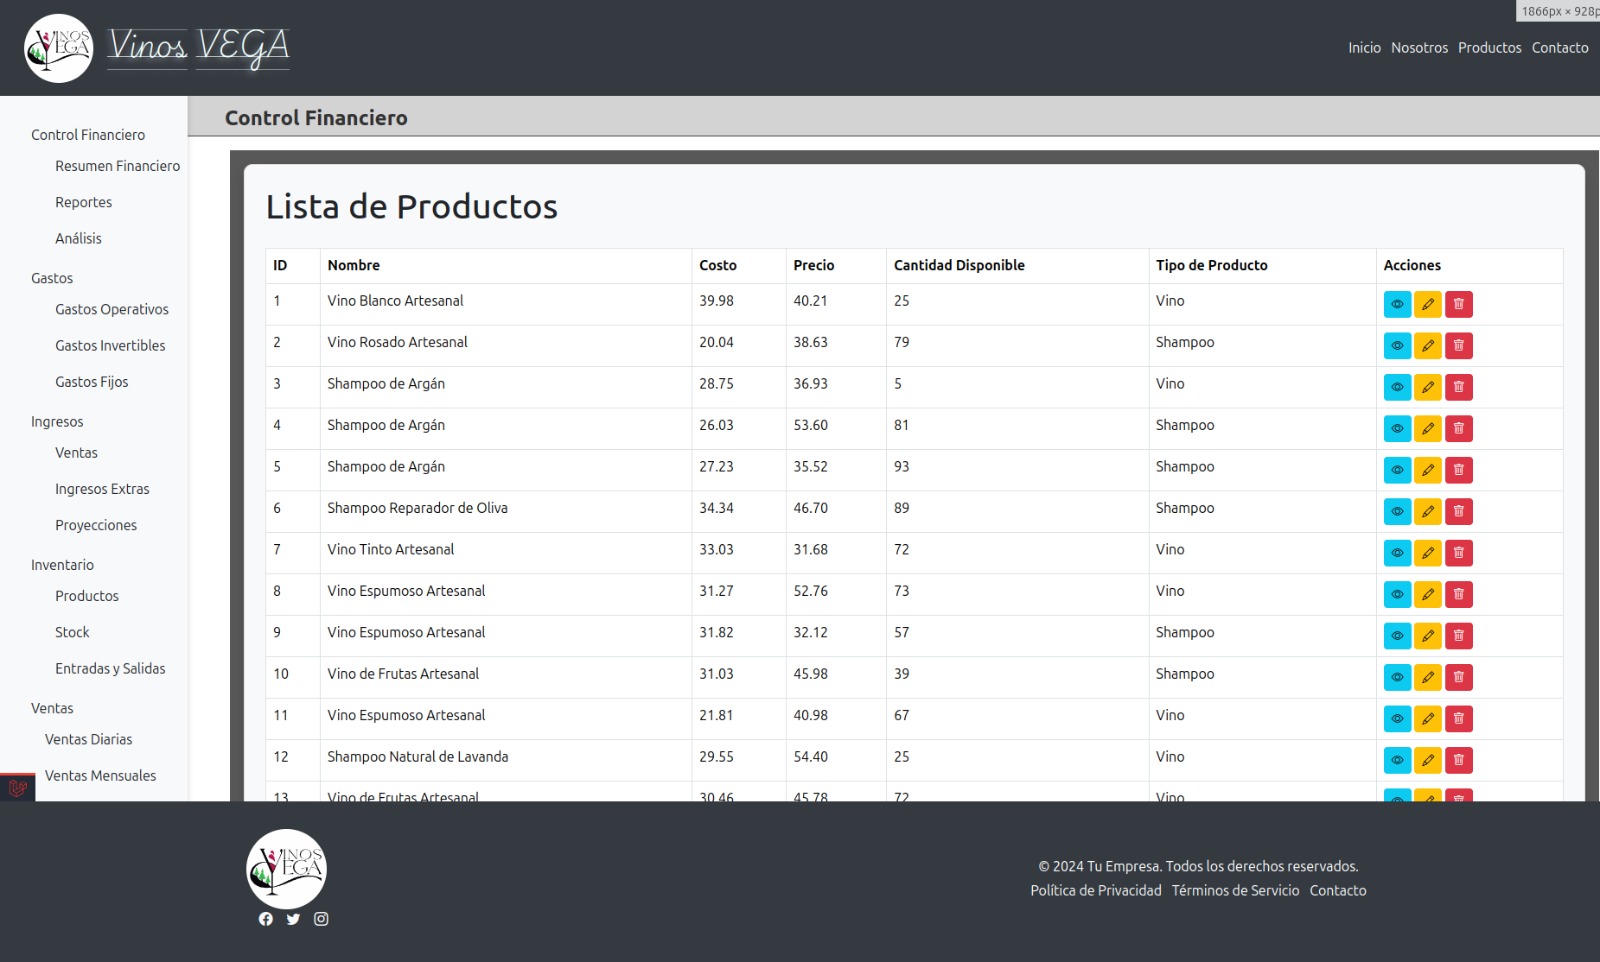 1866px × 928p
VINOS VEGA
Vinos VEGA
Inicio Nosotros Productos Contacto
Control Financiero
Control Financiero
Resumen Financiero
Reportes
Análisis
Gastos
Gastos Operativos
Gastos Invertibles
Gastos Fijos
Ingresos
Ventas
Ingresos Extras
Proyecciones
Inventario
Productos
Stock
Entradas y Salidas
Ventas
Ventas Diarias
Ventas Mensuales
Lista de Productos
ID Nombre Costo Precio Cantidad Disponible Tipo de Producto Acciones
1 Vino Blanco Artesanal 39.98 40.21 25 Vino
2 Vino Rosado Artesanal 20.04 38.63 79 Shampoo
3 Shampoo de Argán 28.75 36.93 5 Vino
4 Shampoo de Argán 26.03 53.60 81 Shampoo
5 Shampoo de Argán 27.23 35.52 93 Shampoo
6 Shampoo Reparador de Oliva 34.34 46.70 89 Shampoo
7 Vino Tinto Artesanal 33.03 31.68 72 Vino
8 Vino Espumoso Artesanal 31.27 52.76 73 Vino
9 Vino Espumoso Artesanal 31.82 32.12 57 Shampoo
10 Vino de Frutas Artesanal 31.03 45.98 39 Shampoo
11 Vino Espumoso Artesanal 21.81 40.98 67 Vino
12 Shampoo Natural de Lavanda 29.55 54.40 25 Vino
13 Vino de Frutas Artesanal 30.46 45.78 72 Vino
VINOS VEGA
© 2024 Tu Empresa. Todos los derechos reservados.
Política de Privacidad Términos de Servicio Contacto